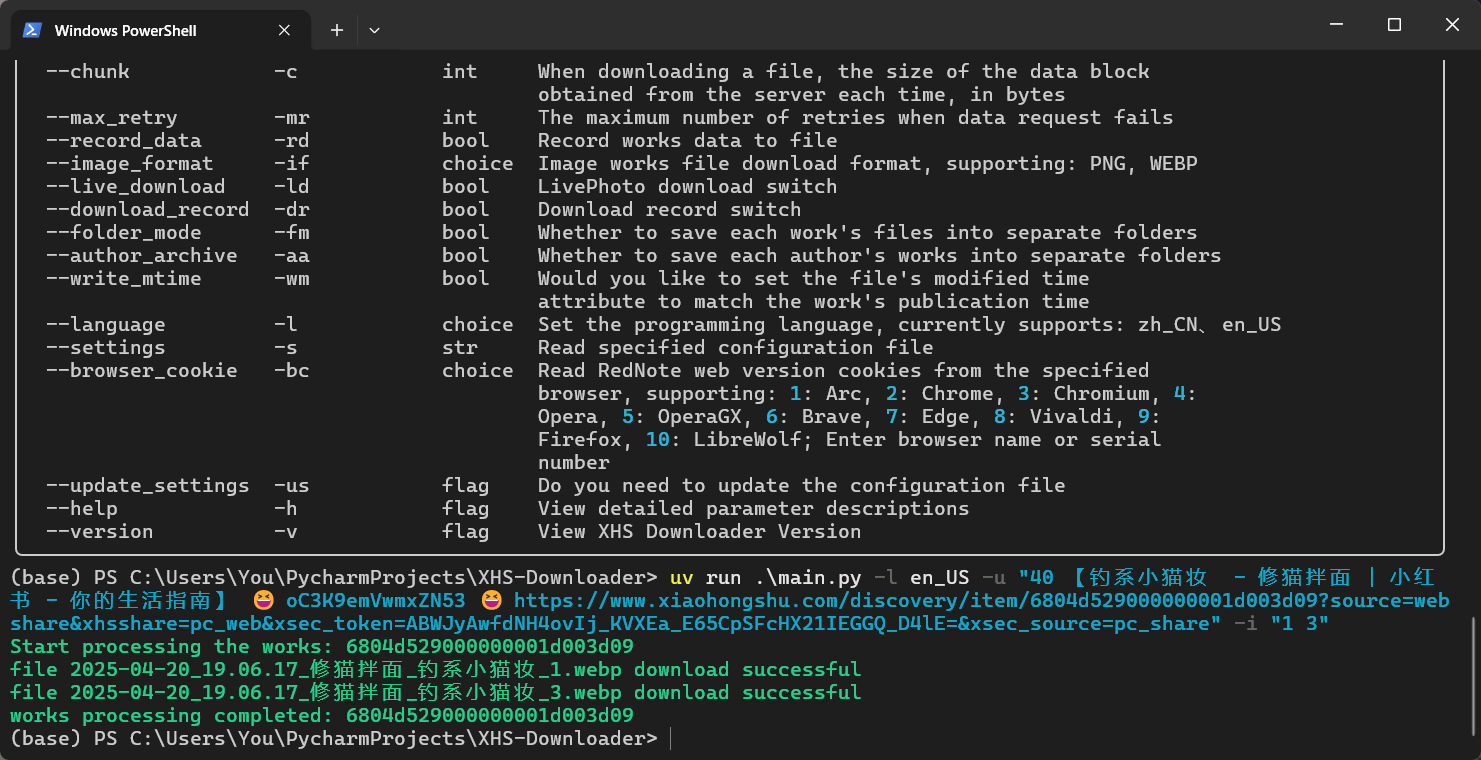 Windows PowerShell
--chunk -c int When downloading a file, the size of the data block
obtained from the server each time, in bytes
--max_retry -mr int The maximum number of retries when data request fails
--record_data -rd bool Record works data to file
--image_format -if choice Image works file download format, supporting: PNG, WEBP
--live_download -ld bool LivePhoto download switch
--download_record -dr bool Download record switch
--folder_mode -fm bool Whether to save each work's files into separate folders
--author_archive -aa bool Whether to save each author's works into separate folders
--write_mtime -wm bool Would you like to set the file's modified time
attribute to match the work's publication time
--language -l choice Set the programming language, currently supports: zh_CN、en_US
--settings -s str Read specified configuration file
--browser_cookie -bc choice Read RedNote web version cookies from the specified
browser, supporting: 1: Arc, 2: Chrome, 3: Chromium, 4:
Opera, 5: OperaGX, 6: Brave, 7: Edge, 8: Vivaldi, 9:
Firefox, 10: LibreWolf; Enter browser name or serial
number
--update_settings -us flag Do you need to update the configuration file
--help -h flag View detailed parameter descriptions
--version -v flag View XHS Downloader Version
(base) PS C:\Users\You\PycharmProjects\XHS-Downloader> uv run .\main.py -l en_US -u "40 【钓系小猫妆 - 修猫拌面 | 小红
书 - 你的生活指南】 😆 oC3K9emVwmxZN53 😆 https://www.xiaohongshu.com/discovery/item/6804d529000000001d003d09?source=web
share&xhsshare=pc_web&xsec_token=ABWJyAwfdNH4ovIj_KVXEa_E65CpSFcHX21IEGGQ_D4lE=&xsec_source=pc_share" -i "1 3"
Start processing the works: 6804d529000000001d003d09
file 2025-04-20_19.06.17_修猫拌面_钓系小猫妆_1.webp download successful
file 2025-04-20_19.06.17_修猫拌面_钓系小猫妆_3.webp download successful
works processing completed: 6804d529000000001d003d09
(base) PS C:\Users\You\PycharmProjects\XHS-Downloader>